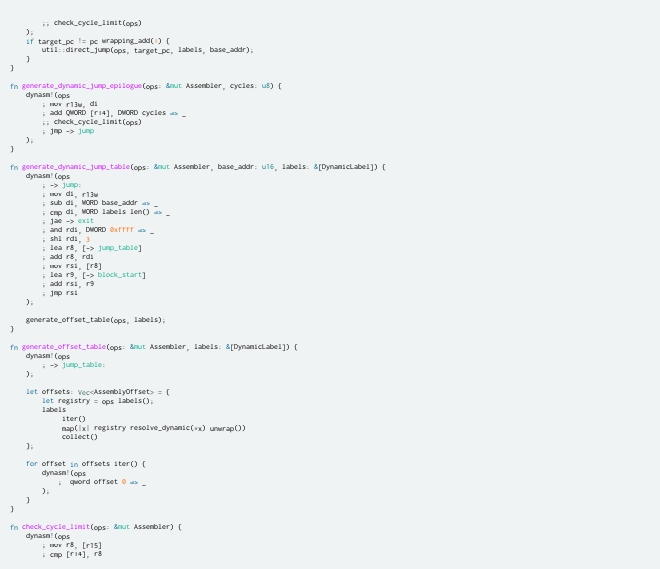 ;; check_cycle_limit(ops)
);
if target_pc != pc wrapping_add(1) {
util::direct_jump(ops, target_pc, labels, base_addr);
}
}
fn generate_dynamic_jump_epilogue(ops: &mut Assembler, cycles: u8) {
dynasm!(ops
; mov r13w, di
; add QWORD [r14], DWORD cycles as _
;; check_cycle_limit(ops)
; jmp -> jump
);
}
fn generate_dynamic_jump_table(ops: &mut Assembler, base_addr: u16, labels: &[DynamicLabel]) {
dynasm!(ops
; -> jump:
; mov di, r13w
; sub di, WORD base_addr as _
; cmp di, WORD labels len() as _
; jae -> exit
; and rdi, DWORD 0xffff as _
; shl rdi, 3
; lea r8, [-> jump_table]
; add r8, rdi
; mov rsi, [r8]
; lea r9, [-> block_start]
; add rsi, r9
; jmp rsi
);
generate_offset_table(ops, labels);
}
fn generate_offset_table(ops: &mut Assembler, labels: &[DynamicLabel]) {
dynasm!(ops
; -> jump_table:
);
let offsets: Vec<AssemblyOffset> = {
let registry = ops labels();
labels
iter()
map(|x| registry resolve_dynamic(*x) unwrap())
collect()
};
for offset in offsets iter() {
dynasm!(ops
; qword offset 0 as _
);
}
}
fn check_cycle_limit(ops: &mut Assembler) {
dynasm!(ops
; mov r8, [r15]
; cmp [r14], r8